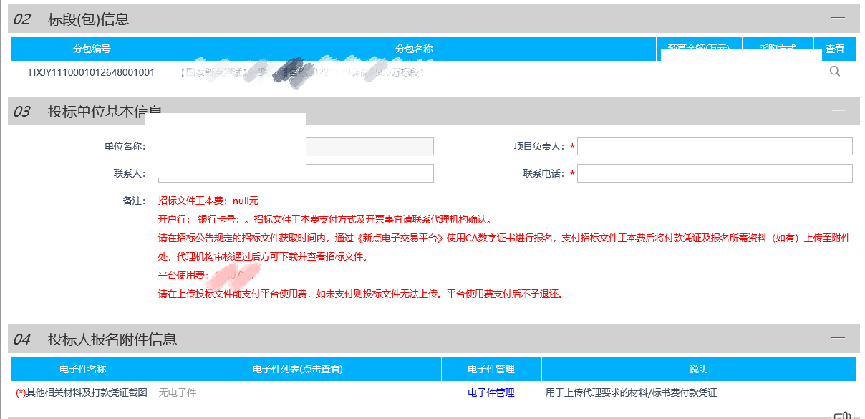 02 标段(包)信息
分包编号 分包名称 查看
03 投标单位基本信息
单位名称: 项目负责人: *
联系人: 联系电话: *
备注: 招标文件工本费: null元
开户行: 银行卡号: 。招标文件工本费支付方式及开票事宜请联系代理机构确认。
请在招标公告规定的招标文件获取时间内，通过《新点电子交易平台》使用CA数字证书进行报名，支付招标文件工本费后将付款凭证及报名所需资料（如有）上传至附件
处，代理机构审核通过后方可下载并查看招标文件。
平台使用费:
请在上传投标文件前支付平台使用费，如未支付则投标文件无法上传，平台使用费支付后不予退还。
04 投标人报名附件信息
电子件名称 电子件列表(点击查看) 电子件管理 说明
(*)其他相关材料及打款凭证截图 无电子件 电子件管理 用于上传代理要求的材料/标书费付款凭证